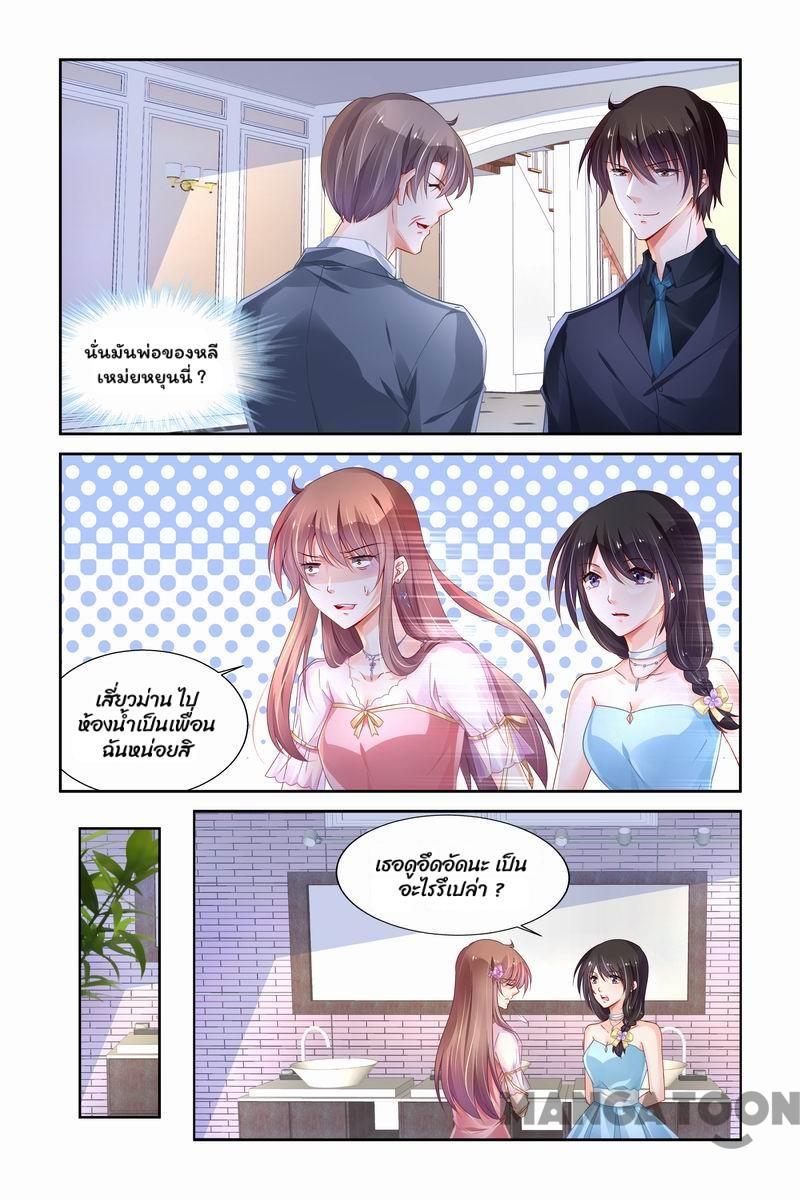 นั่นมันพ่อของหลี
เหม่ยหยุนนี่ ?
เสี่ยวม่าน ไป
ห้องน้ำเป็นเพื่อน
ฉันหน่อยสิ
เธอดูอึดอัดนะ เป็น
อะไรรึเปล่า ?
MANGATOON